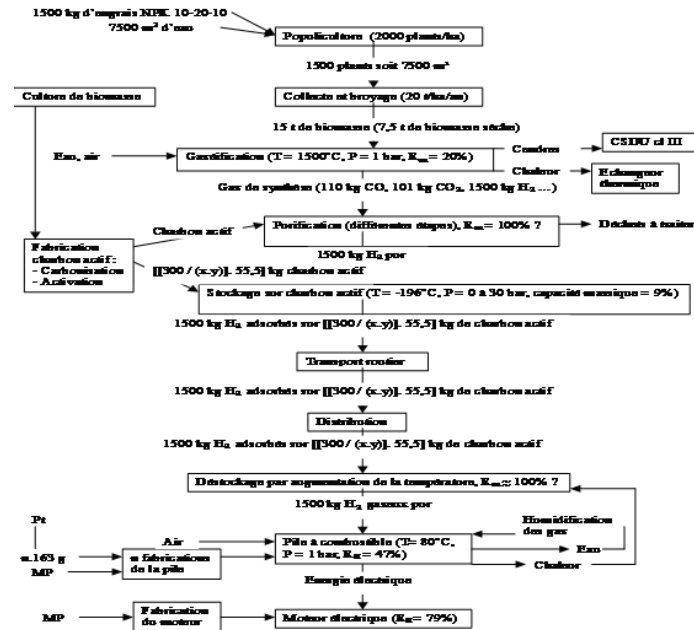 1500 kg d'engrais NPK 10-20-10
7500 m³ d'eau
Populiculture (2000 plants/ha)
1500 plants soit 7500 m²
Culture de biomasse
Collecte et broyage (20 t/ha/an)
15 t de biomasse (7,5 t de biomasse sèche)
Eau, air
Gazéification (T= 1500°C, P= 1 bar, Rm= 20%)
Cendres
CSDU cl III
Chaleur
Echangeur
thermique
Gaz de synthèse (110 kg CO, 101 kg CO2, 1500 kg H2 ...)
Charbon actif
Purification (différentes étapes), Rm= 100% ?
Déchets à traiter
1500 kg H2 pur
Fabrication
charbon actif :
- Carbonisation
- Activation
[[300 / (x.y)]. 55,5] kg charbon actif
Stockage sur charbon actif (T= -196°C, P= 0 à 30 bar, capacité massique = 9%)
1500 kg H2 adsorbés sur [[300 / (x.y)]. 55,5] kg de charbon actif
Transport routier
1500 kg H2 adsorbés sur [[300 / (x.y)]. 55,5] kg de charbon actif
Distribution
1500 kg H2 adsorbés sur [[300 / (x.y)]. 55,5] kg de charbon actif
Déstockage par augmentation de la température, Rm ≈ 100% ?
1500 kg H2 gazeux pur
Pt
n.163 g
MP
n fabrications
de la pile
Air
Pile à combustible (T= 80°C,
P= 1 bar, RE= 47%)
Humidification
des gaz
Eau
Chaleur
Energie électrique
MP
Fabrication
du moteur
Moteur électrique (RE= 79%)